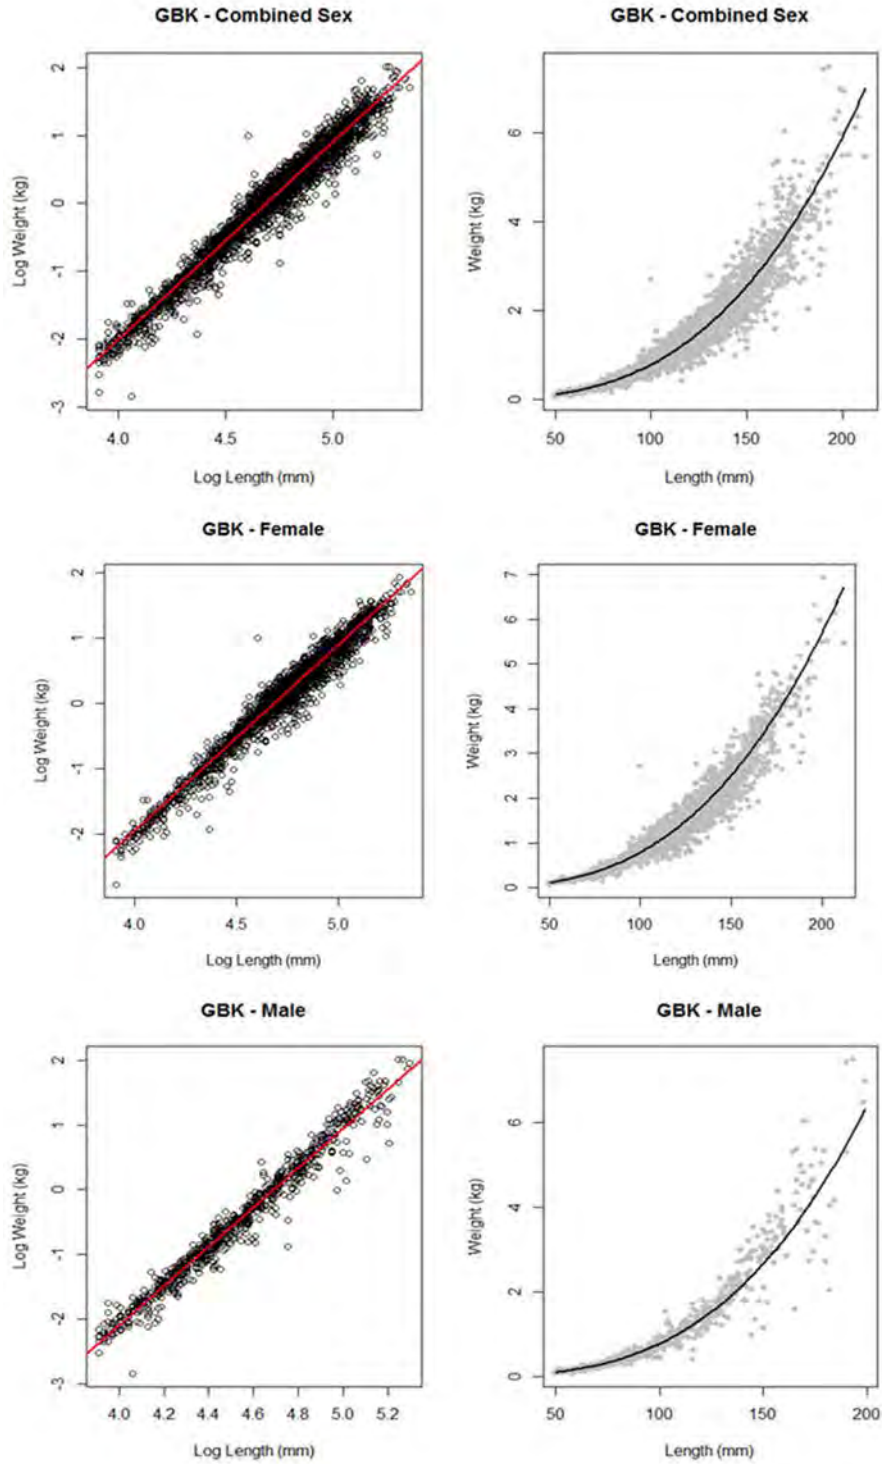 GBK - Combined Sex
2
1
0
-1
-2
-3
Log Weight (kg)
4.0 4.5 5.0
Log Length (mm)
GBK - Combined Sex
6
4
2
0
Weight (kg)
50 100 150 200
Length (mm)
GBK - Female
2
1
0
-1
-2
Log Weight (kg)
4.0 4.5 5.0
Log Length (mm)
GBK - Female
7
6
5
4
3
2
1
0
Weight (kg)
50 100 150 200
Length (mm)
GBK - Male
2
1
0
-1
-2
-3
Log Weight (kg)
4.0 4.2 4.4 4.6 4.8 5.0 5.2
Log Length (mm)
GBK - Male
6
4
2
0
Weight (kg)
50 100 150 200
Length (mm)